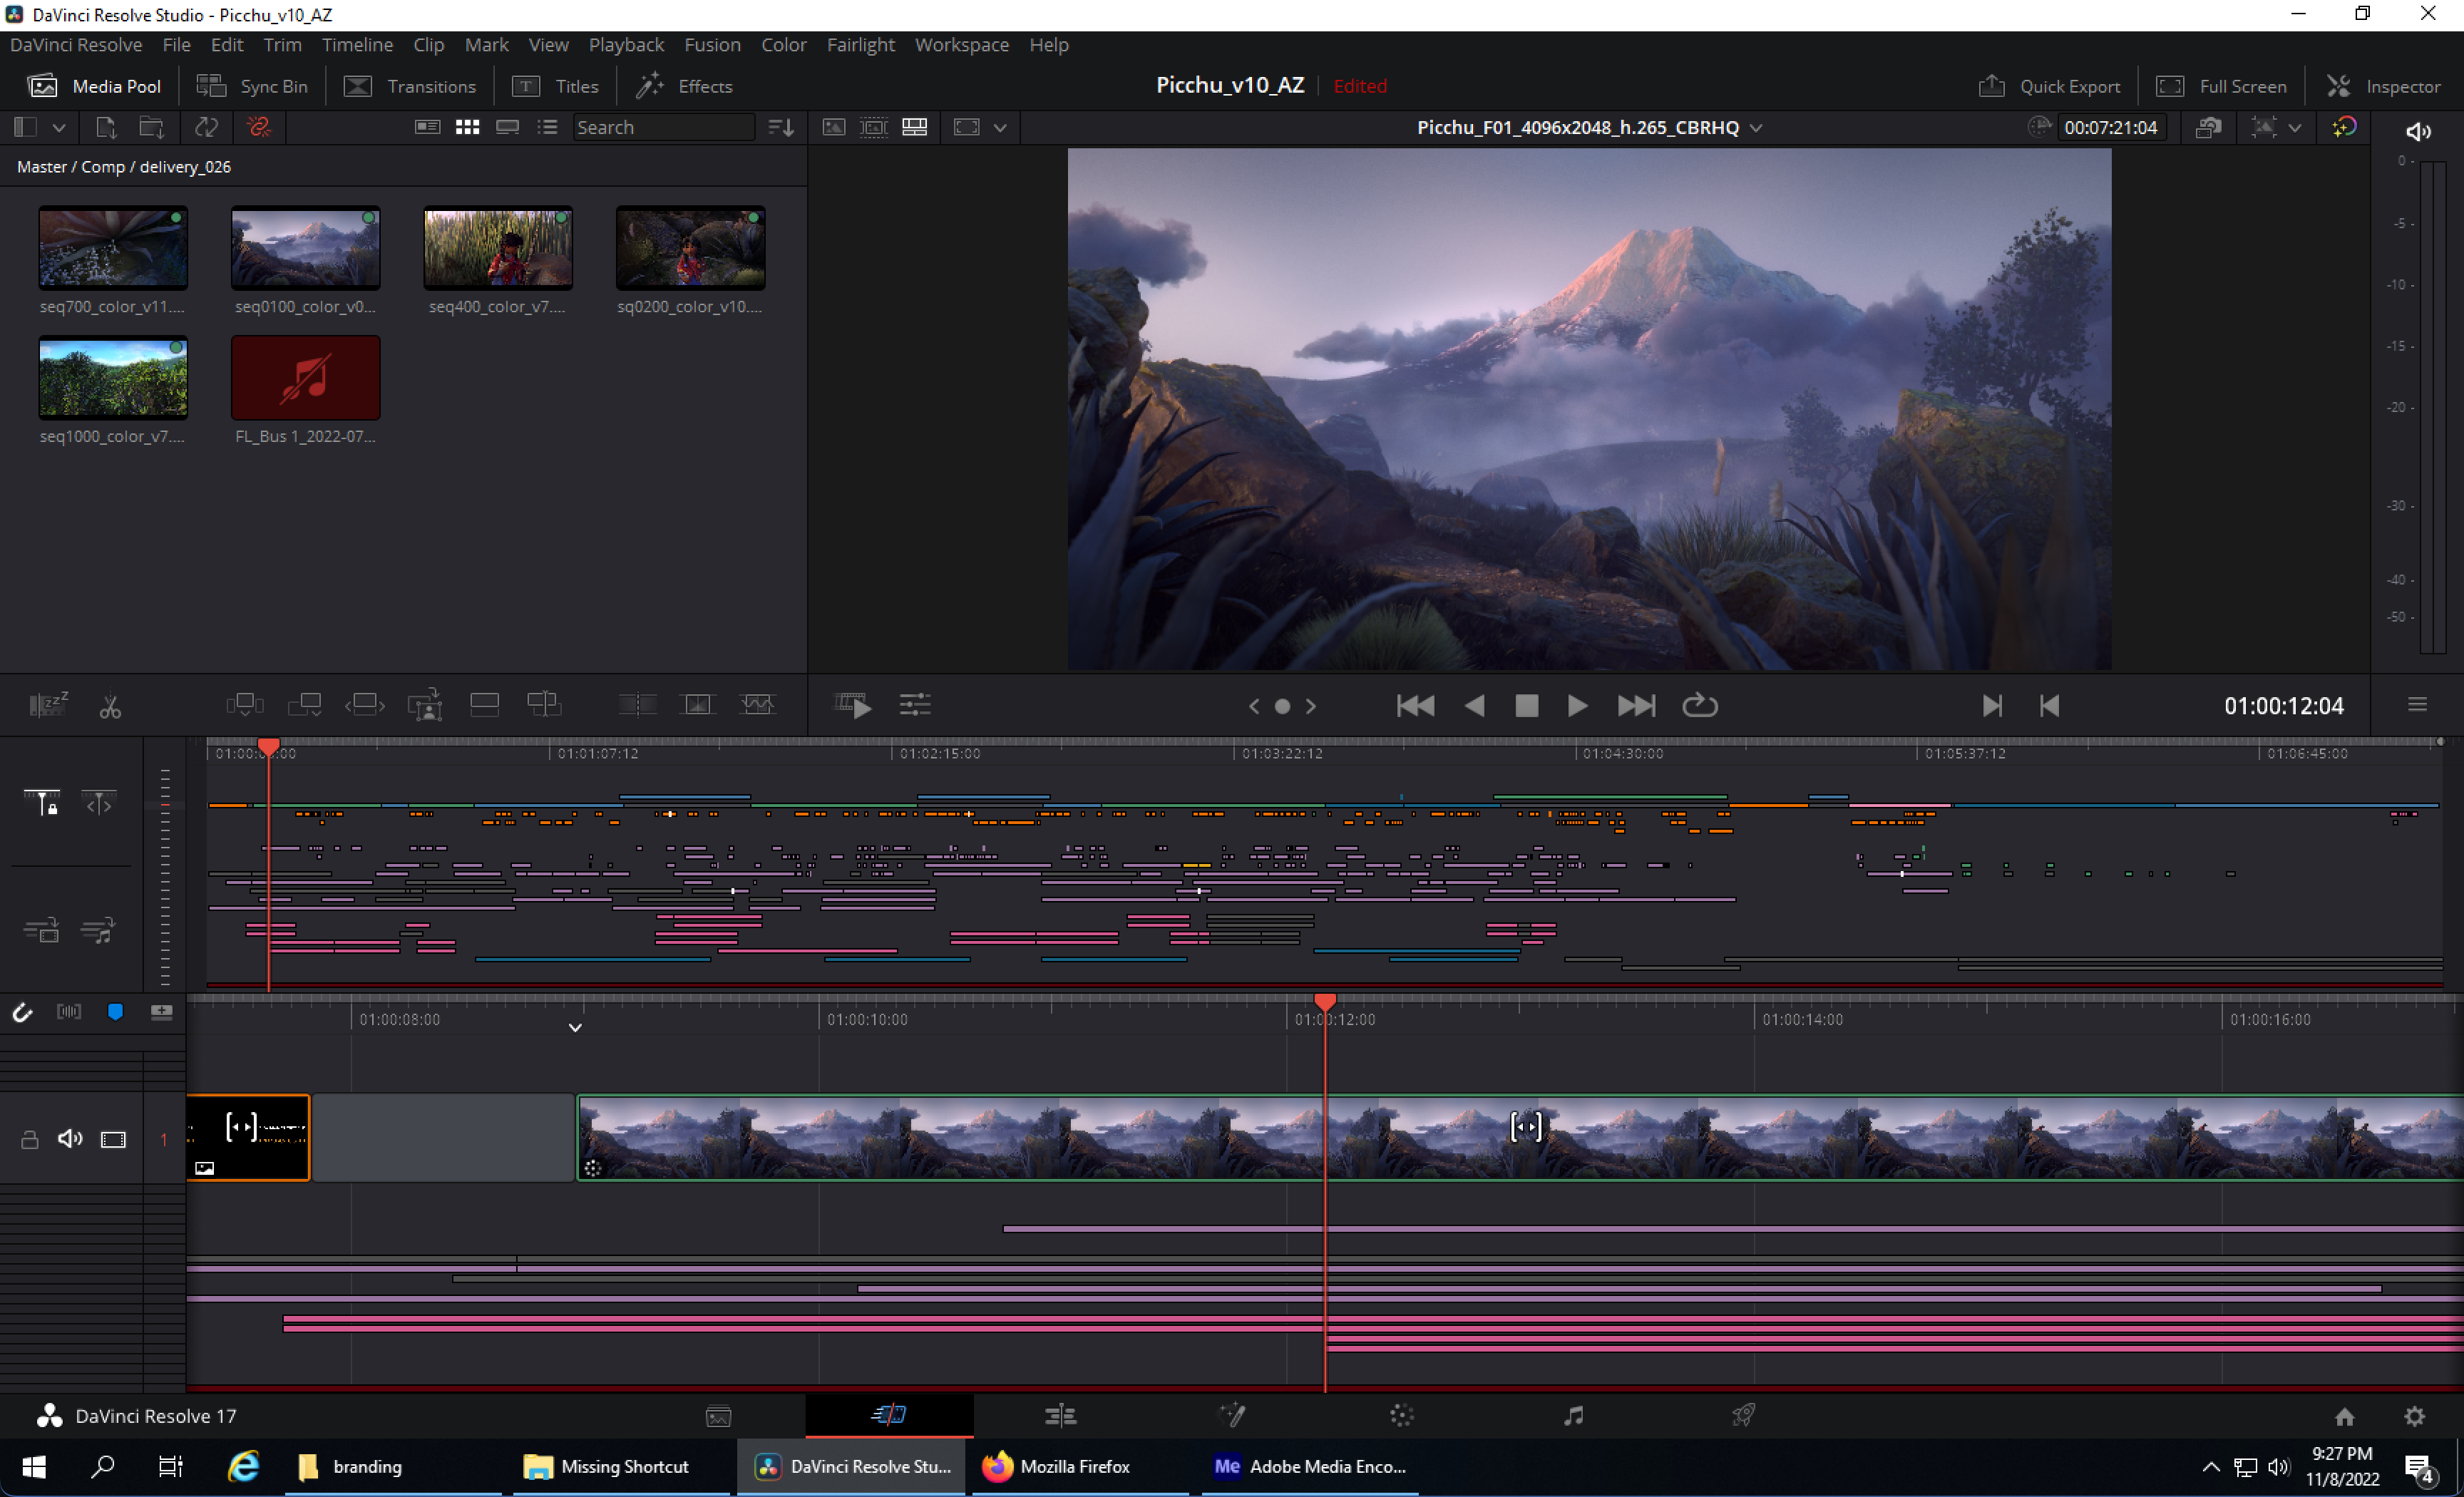 DaVinci Resolve Studio - Picchu_v10_AZ
DaVinci Resolve File Edit Trim Timeline Clip Mark View Playback Fusion Color Fairlight Workspace Help
Media Pool Sync Bin Transitions Titles Effects Picchu_v10_AZ Edited Quick Export Full Screen Inspector
Search Picchu_F01_4096x2048_h.265_CBRHQ 00:07:21:04
Master / Comp / delivery_026
seq700_color_v11.... seq0100_color_v0... seq400_color_v7.... sq0200_color_v10....
seq1000_color_v7.... FL_Bus 1_2022-07...
0 -
-5 -
-10 -
-15 -
-20 -
-30 -
-40 -
-50 -
01:00:12:04
01:01:07:12 01:02:15:00 01:03:22:12 01:04:30:00 01:05:37:12 01:06:45:00
01:00:08:00 01:00:10:00 01:00:12:00 01:00:14:00 01:00:16:00
1
DaVinci Resolve 17
branding Missing Shortcut DaVinci Resolve Stu... Mozilla Firefox Me Adobe Media Enco... 9:27 PM
11/8/2022 4